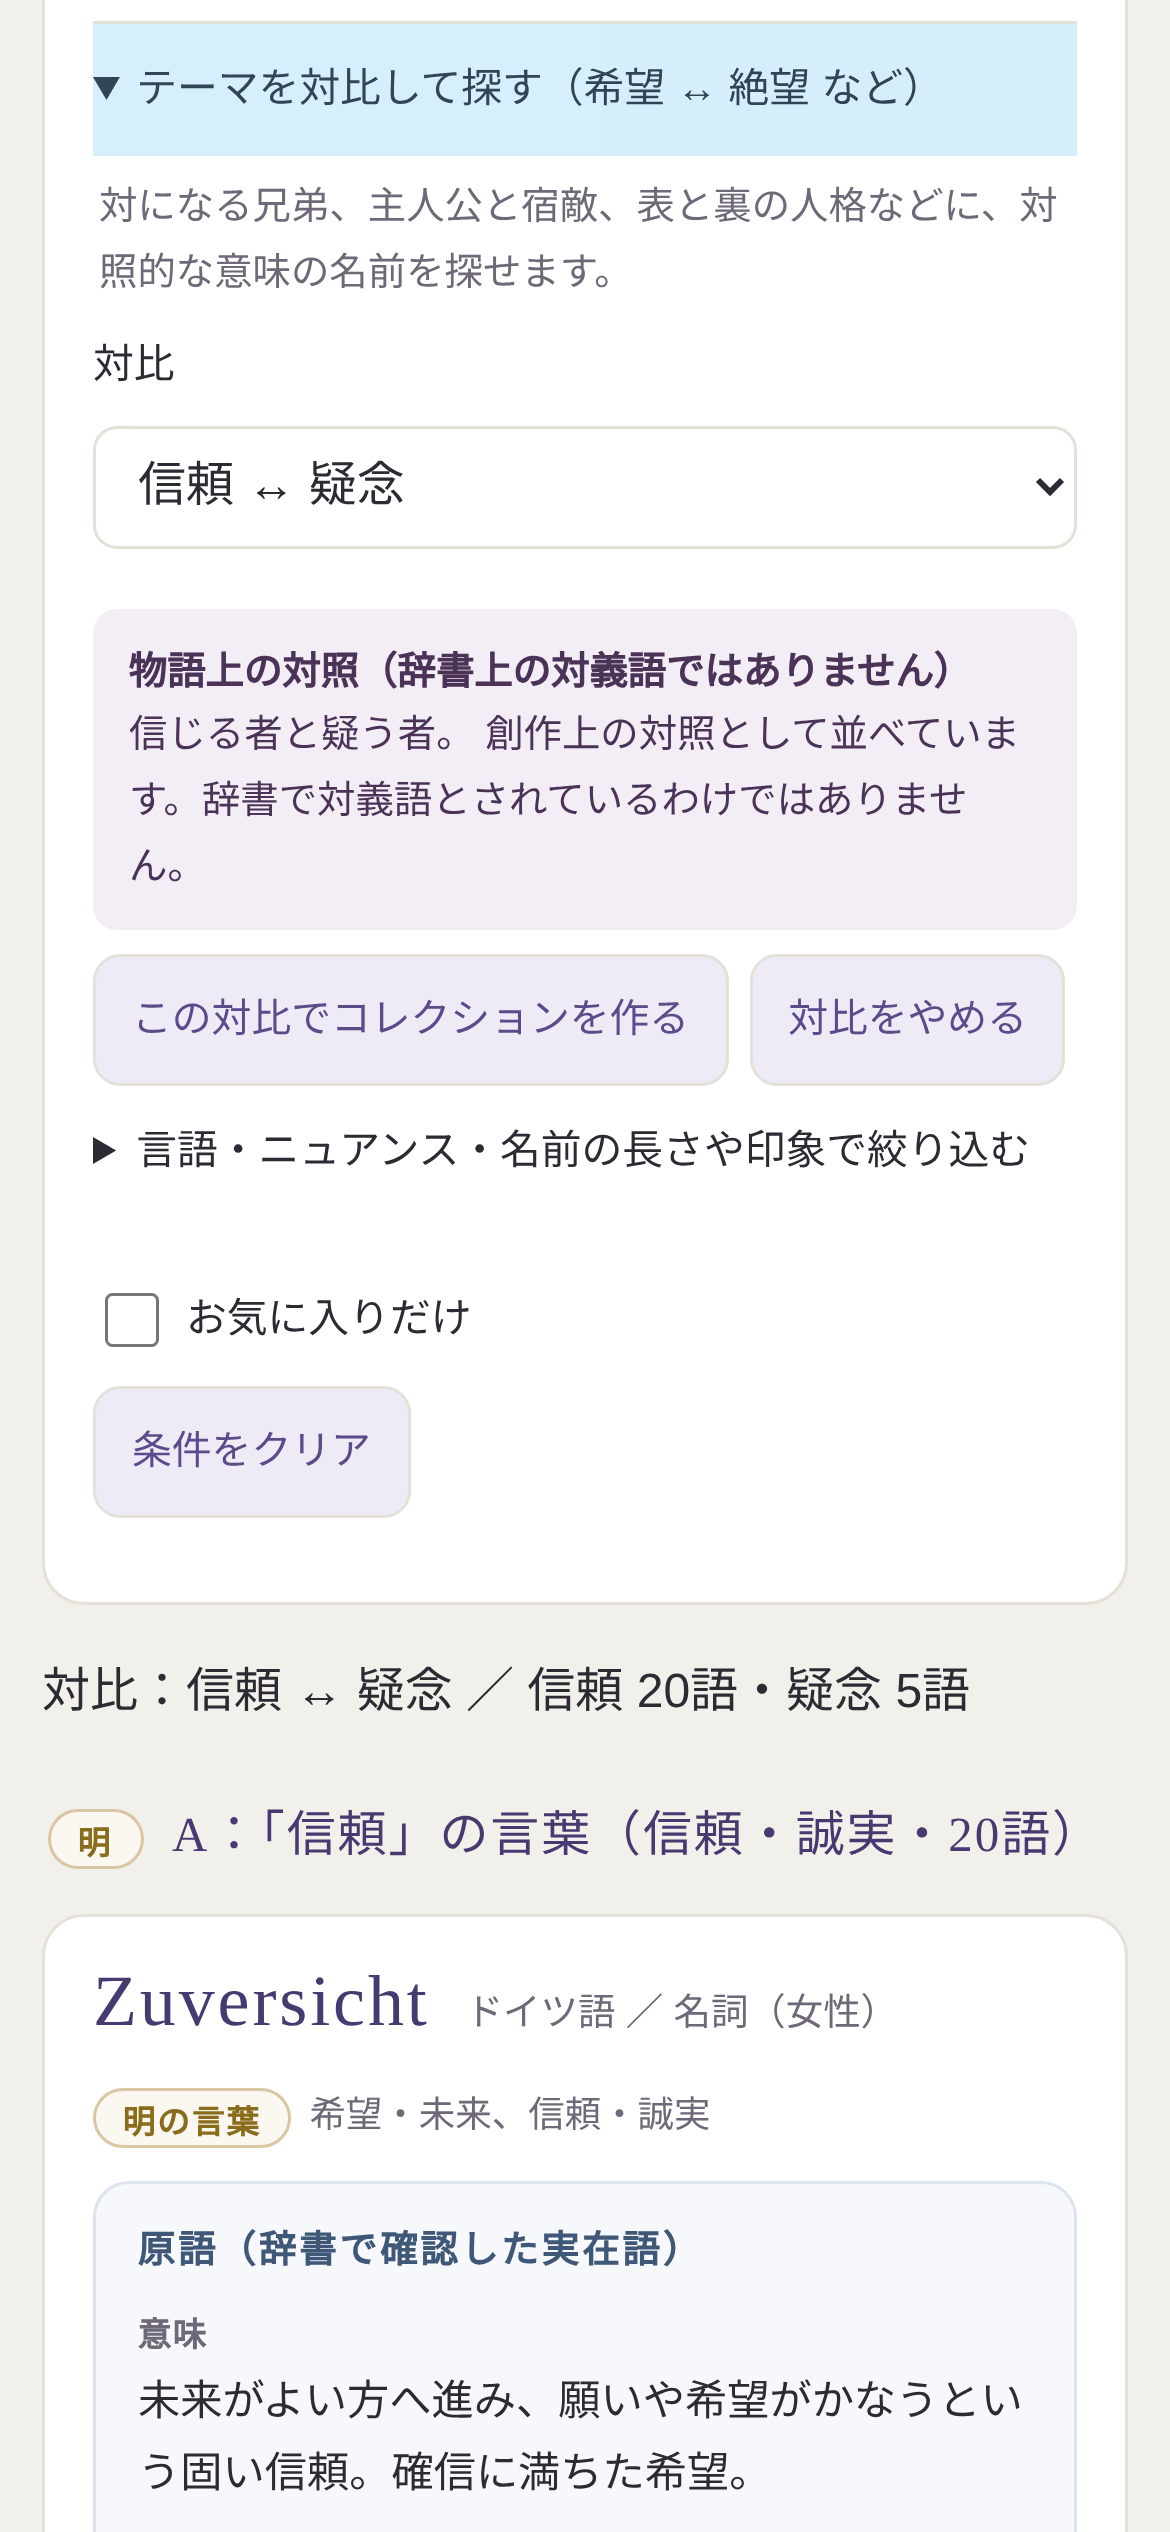 ▼ テーマを対比して探す（希望 ↔ 絶望 など）
対になる兄弟、主人公と宿敵、表と裏の人格などに、対
照的な意味の名前を探せます。
対比
信頼 ↔ 疑念
物語上の対照（辞書上の対義語ではありません）
信じる者と疑う者。 創作上の対照として並べていま
す。辞書で対義語とされているわけではありませ
ん。
この対比でコレクションを作る 対比をやめる
▶ 言語・ニュアンス・名前の長さや印象で絞り込む
お気に入りだけ
条件をクリア
対比：信頼 ↔ 疑念 ／ 信頼 20語・疑念 5語
明 A：「信頼」の言葉（信頼・誠実・20語）
Zuversicht ドイツ語 ／ 名詞（女性）
明の言葉 希望・未来、信頼・誠実
原語（辞書で確認した実在語）
意味
未来がよい方へ進み、願いや希望がかなうとい
う固い信頼。確信に満ちた希望。